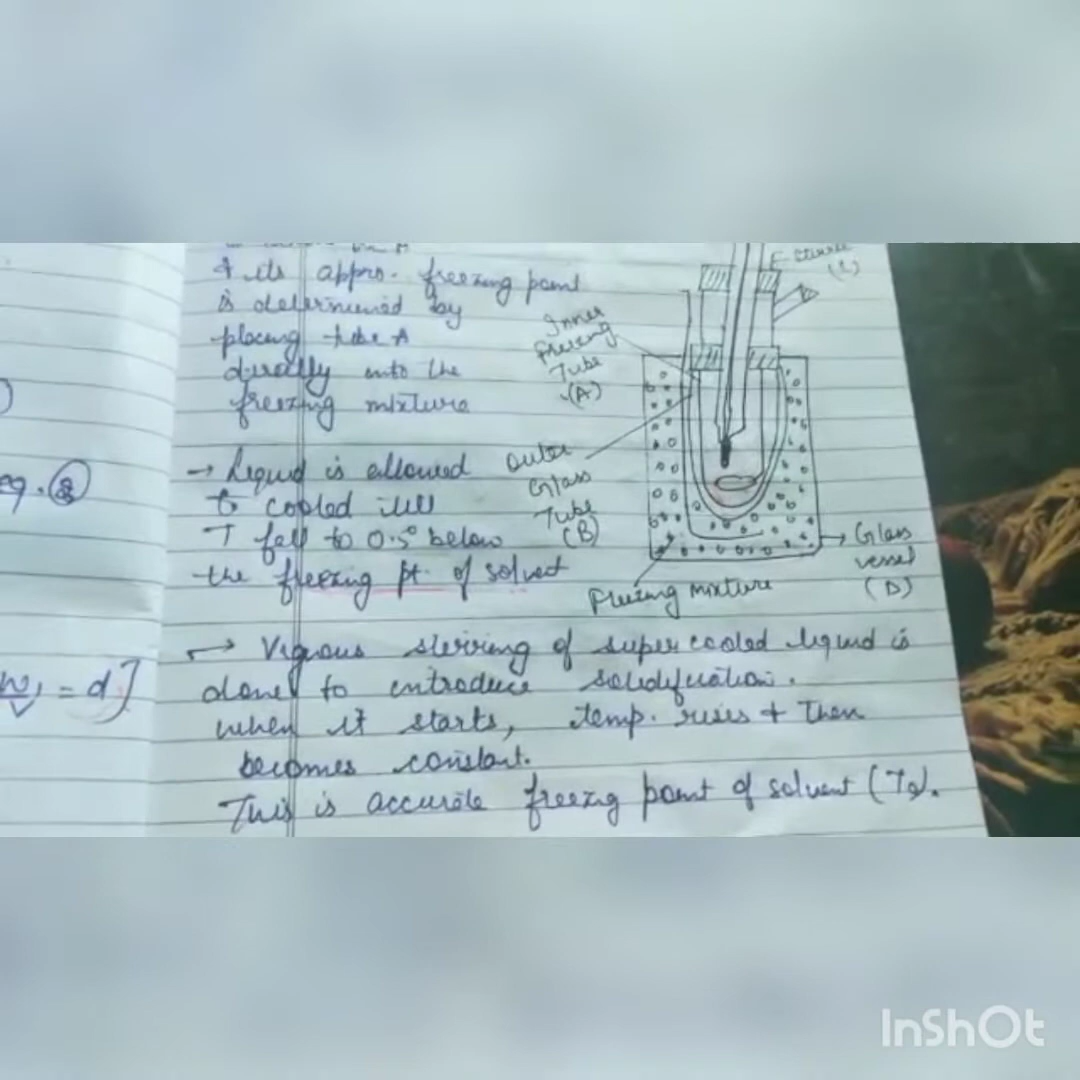 & its appro. freezing point
is determined by
placing tube A
directly into the
freezing mixture
→ Liquid is allowed
to cooled till
T fall to 0.5° below
the freezing pt. of solvent
→ Vigrous stirring of super cooled liquid is
done to introduce solidification.
when it starts, temp. rises & then
becomes constant.
This is accurate freezing point of solvent
Inner
freezing
Tube
(A)
Outer
Glass
Tube
(B)
Freezing mixture
Glass
vessel
(D)
eq.
= d]
InShOt